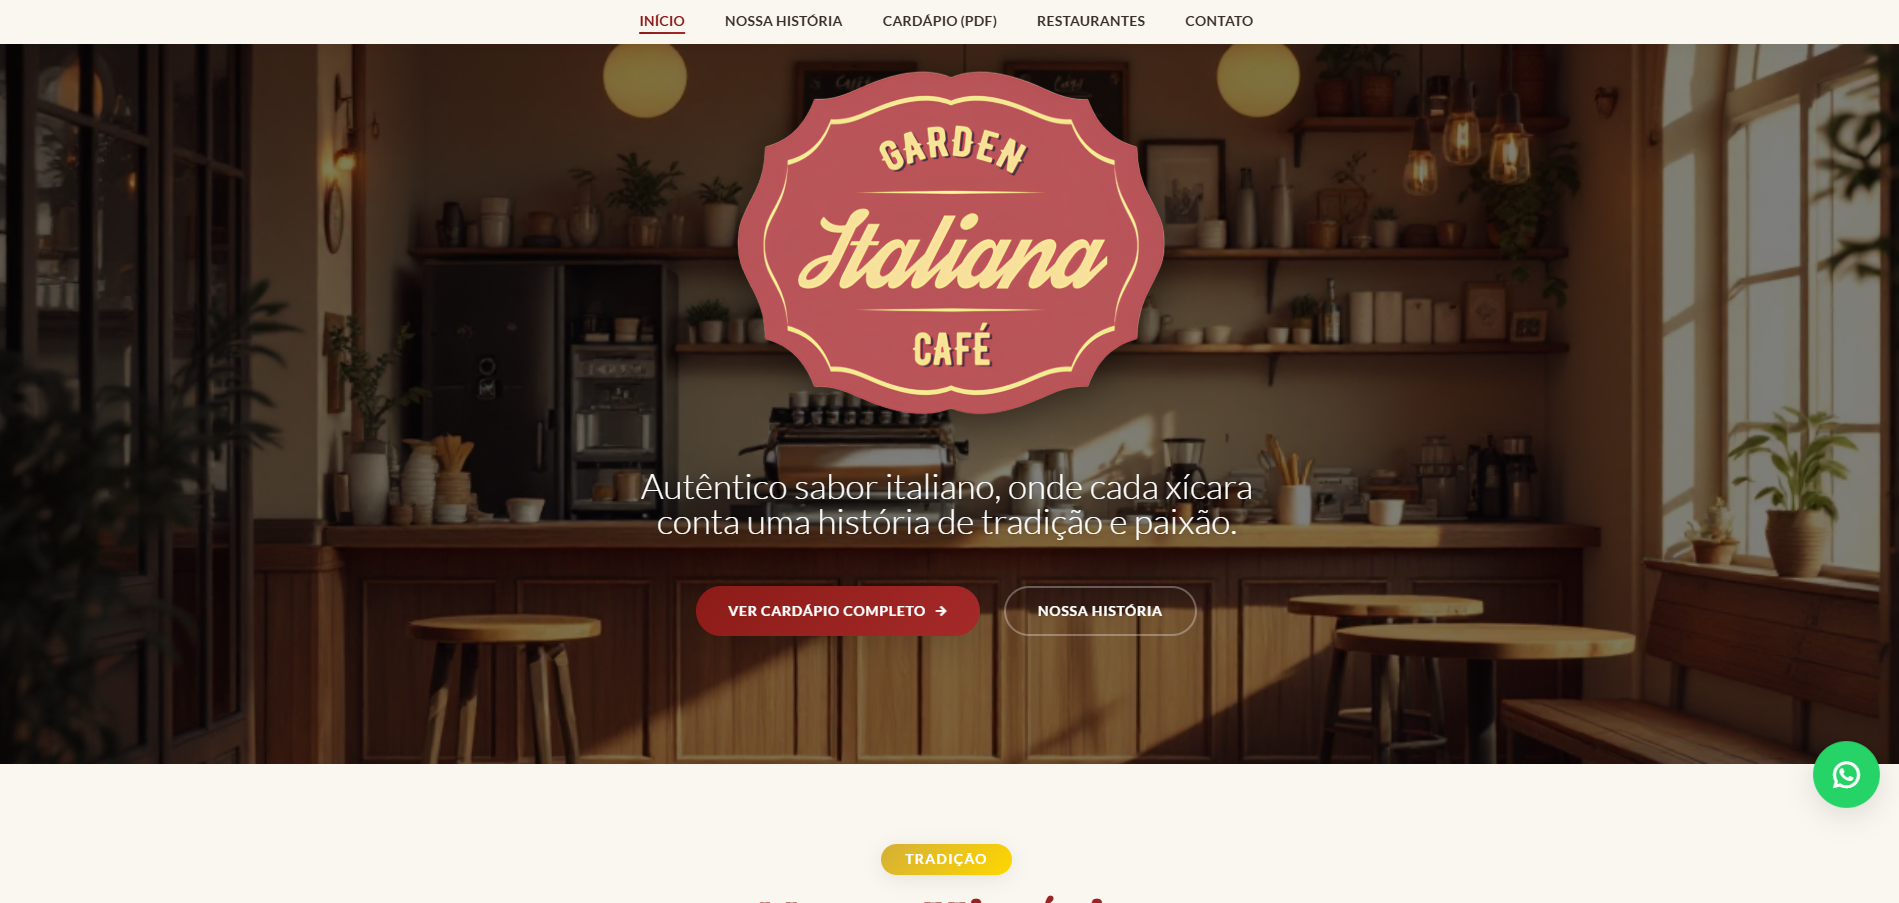 INÍCIO NOSSA HISTÓRIA CARDÁPIO (PDF) RESTAURANTES CONTATO
GARDEN
Italiana
CAFÉ
Autêntico sabor italiano, onde cada xícara
conta uma história de tradição e paixão.
VER CARDÁPIO COMPLETO → NOSSA HISTÓRIA
TRADIÇÃO